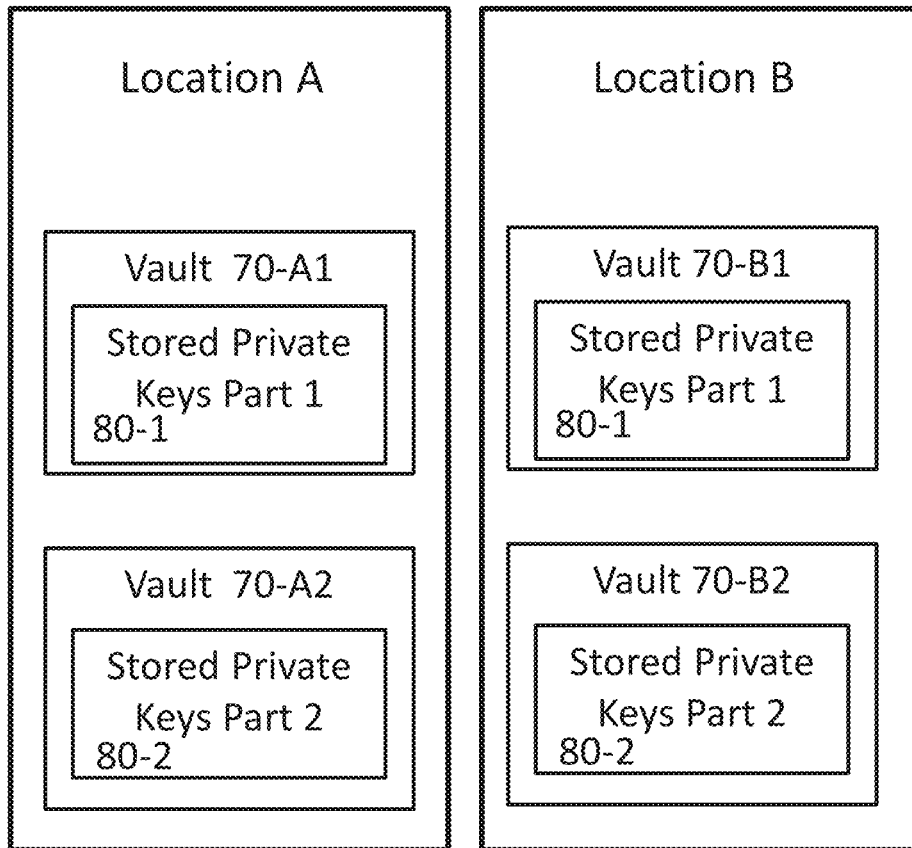 Location A
Vault 70-A1
Stored Private
Keys Part 1
80-1
Vault 70-A2
Stored Private
Keys Part 2
80-2
Location B
Vault 70-B1
Stored Private
Keys Part 1
80-1
Vault 70-B2
Stored Private
Keys Part 2
80-2